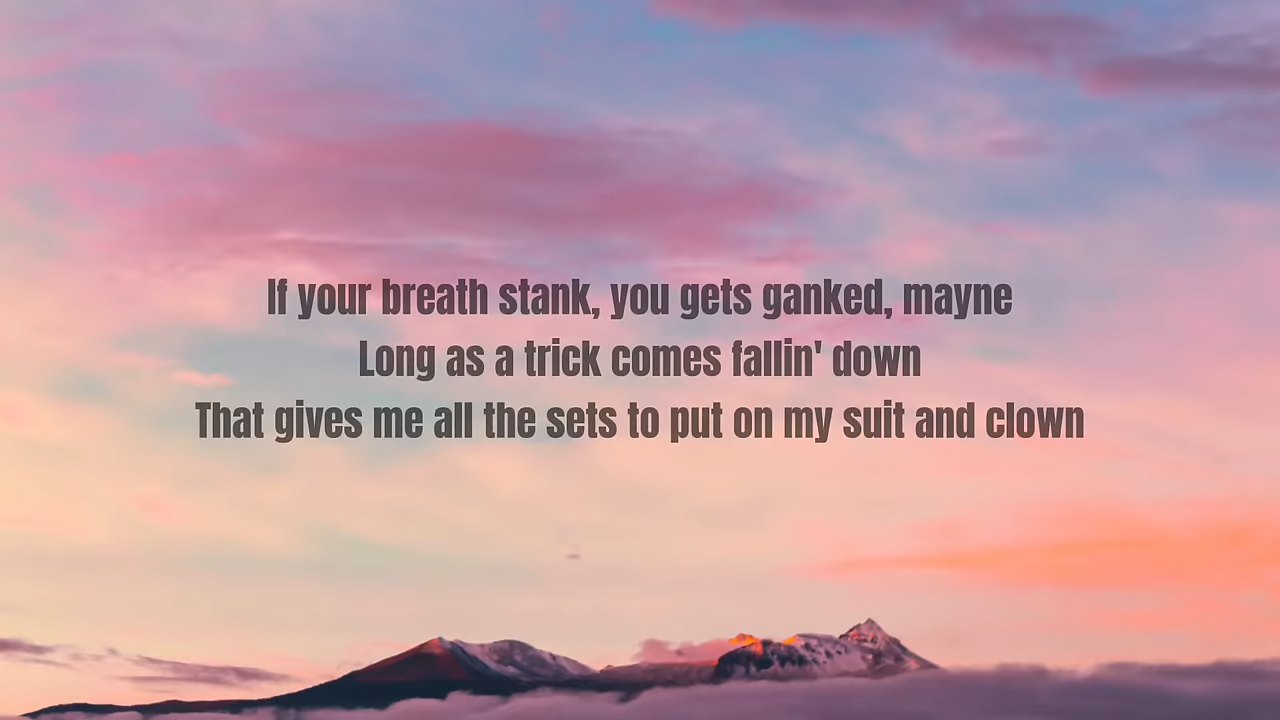 If your breath stank, you gets ganked, mayne
Long as a trick comes fallin' down
That gives me all the sets to put on my suit and clown